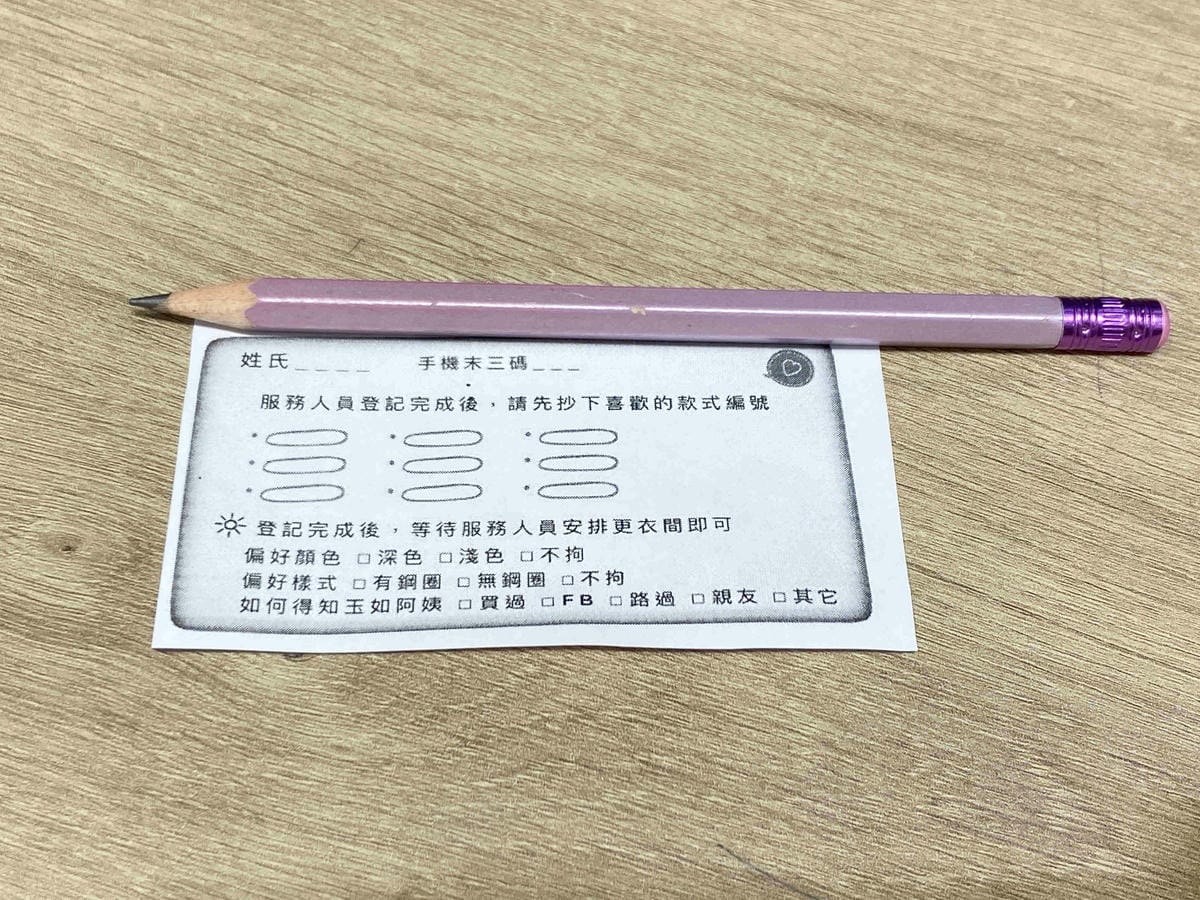 姓氏____ 手機末三碼___
服務人員登記完成後,請先抄下喜歡的款式編號
登記完成後,等待服務人員安排更衣間即可
偏好顏色 □深色 □淺色 □不拘
偏好樣式 □有鋼圈 □無鋼圈 □不拘
如何得知玉如阿姨 □買過 □FB □路過 □親友 □其它